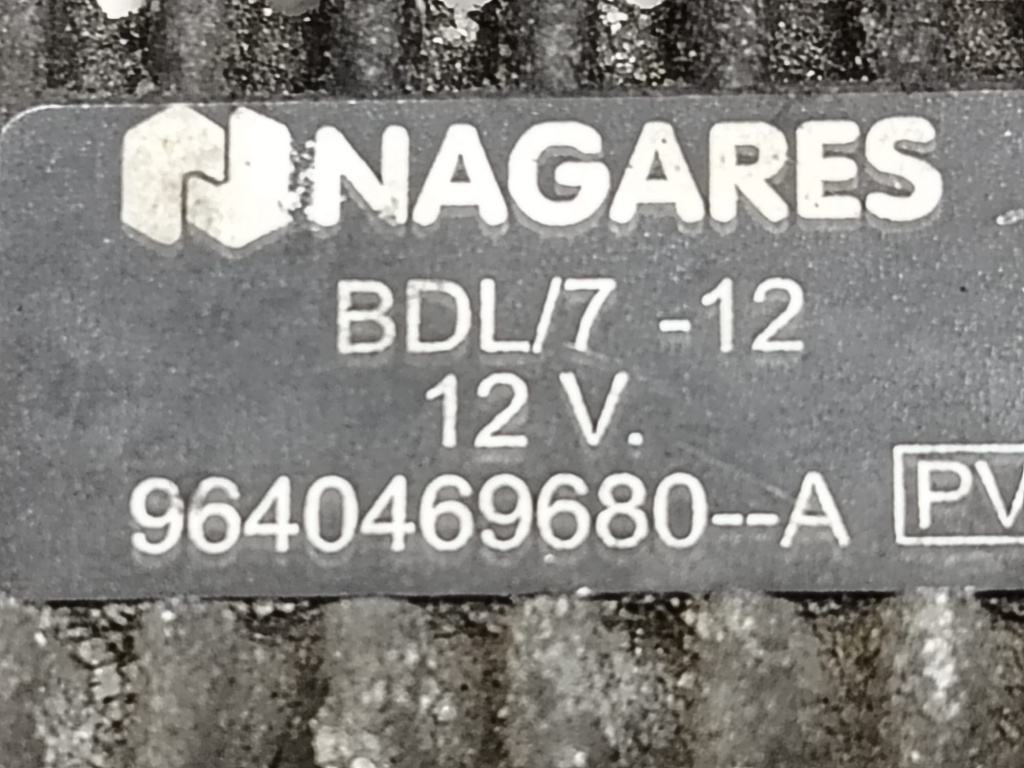 NAGARES
BDL/7 -12
12 V.
9640469680--A
PV